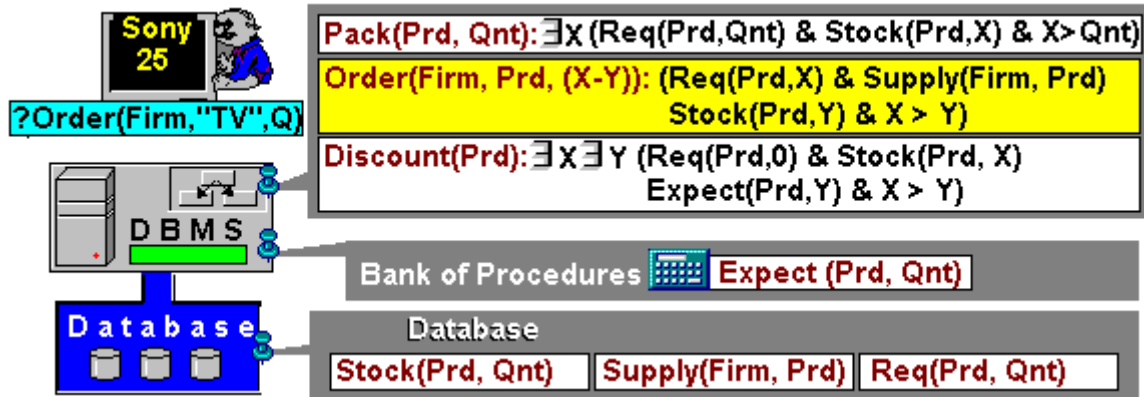 Sony
25
?Order(Firm,"TV",Q)
Pack(Prd, Qnt): ∃X (Req(Prd,Qnt) & Stock(Prd,X) & X>Qnt)
Order(Firm, Prd, (X-Y)): (Req(Prd,X) & Supply(Firm, Prd)
Stock(Prd,Y) & X > Y)
Discount(Prd): ∃X ∃Y (Req(Prd,0) & Stock(Prd, X)
Expect(Prd,Y) & X > Y)
DBMS
Bank of Procedures Expect (Prd, Qnt)
Database
Database
Stock(Prd, Qnt) Supply(Firm, Prd) Req(Prd, Qnt)